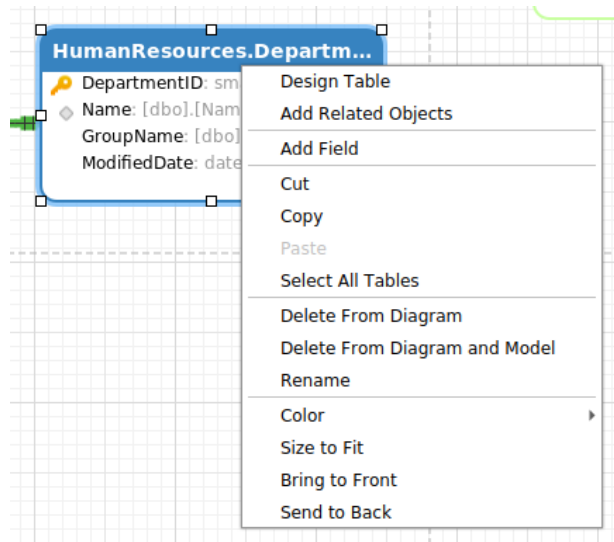 HumanResources.Departm...
DepartmentID: sm
Name: [dbo].[Nam
GroupName: [dbo]
ModifiedDate: date
Design Table
Add Related Objects
Add Field
Cut
Copy
Paste
Select All Tables
Delete From Diagram
Delete From Diagram and Model
Rename
Color
Size to Fit
Bring to Front
Send to Back